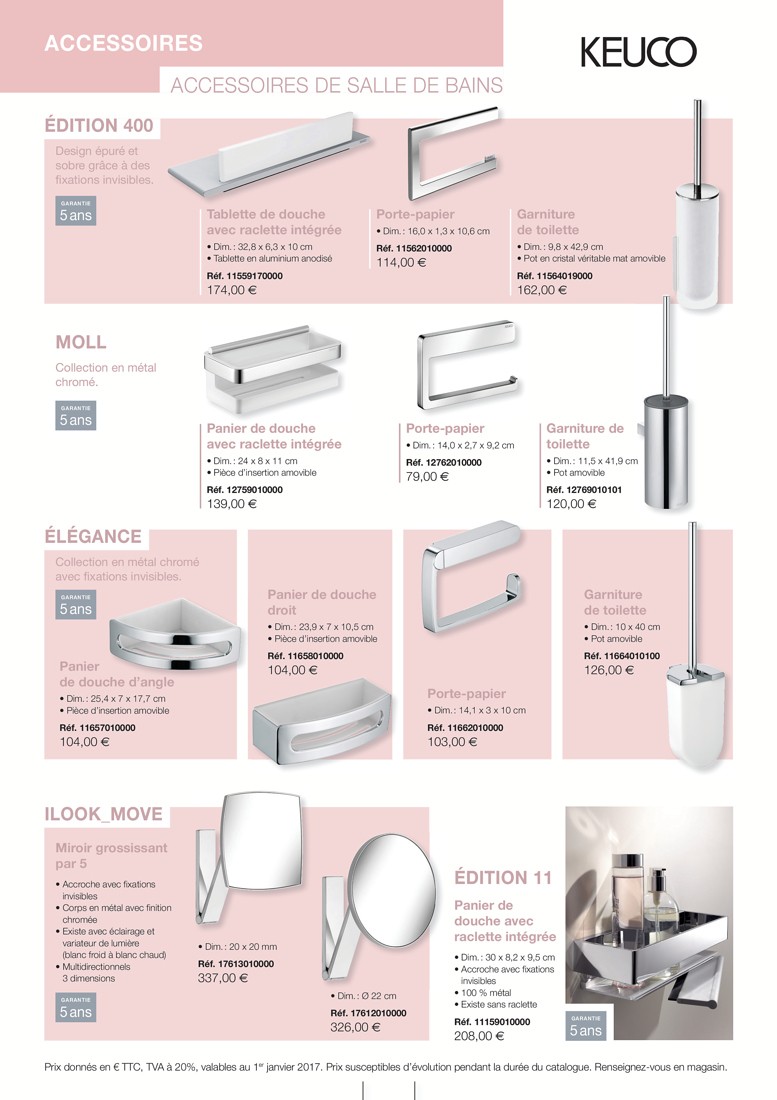 ACCESSOIRES
KEUCO
ACCESSOIRES DE SALLE DE BAINS
ÉDITION 400
Design épuré et
sobre grâce à des
fixations invisibles.
GARANTIE
5 ans
Tablette de douche
avec raclette intégrée
• Dim. : 32,8 x 6,3 x 10 cm
• Tablette en aluminium anodisé
Réf. 11559170000
174,00 €
Porte-papier
• Dim. : 16,0 x 1,3 x 10,6 cm
Réf. 11562010000
114,00 €
Garniture
de toilette
• Dim. : 9,8 x 42,9 cm
• Pot en cristal véritable mat amovible
Réf. 11564019000
162,00 €
MOLL
Collection en métal
chromé.
GARANTIE
5 ans
Panier de douche
avec raclette intégrée
• Dim. : 24 x 8 x 11 cm
• Pièce d'insertion amovible
Réf. 12759010000
139,00 €
Porte-papier
• Dim. : 14,0 x 2,7 x 9,2 cm
Réf. 12762010000
79,00 €
Garniture de
toilette
• Dim. : 11,5 x 41,9 cm
• Pot amovible
Réf. 12769010101
120,00 €
ÉLÉGANCE
Collection en métal chromé
avec fixations invisibles.
GARANTIE
5 ans
Panier
de douche d'angle
• Dim. : 25,4 x 7 x 17,7 cm
• Pièce d'insertion amovible
Réf. 11657010000
104,00 €
Panier de douche
droit
• Dim. : 23,9 x 7 x 10,5 cm
• Pièce d'insertion amovible
Réf. 11658010000
104,00 €
Porte-papier
• Dim. : 14,1 x 3 x 10 cm
Réf. 11662010000
103,00 €
Garniture
de toilette
• Dim. : 10 x 40 cm
• Pot amovible
Réf. 11664010100
126,00 €
ILOOK_MOVE
Miroir grossissant
par 5
• Accroche avec fixations
invisibles
• Corps en métal avec finition
chromée
• Existe avec éclairage et
variateur de lumière
(blanc froid à blanc chaud)
• Multidirectionnels
3 dimensions
GARANTIE
5 ans
• Dim. : 20 x 20 mm
Réf. 17613010000
337,00 €
• Dim. : Ø 22 cm
Réf. 17612010000
326,00 €
ÉDITION 11
Panier de
douche avec
raclette intégrée
• Dim. : 30 x 8,2 x 9,5 cm
• Accroche avec fixations
invisibles
• 100 % métal
• Existe sans raclette
Réf. 11159010000
208,00 €
GARANTIE
5 ans
Prix donnés en € TTC, TVA à 20%, valables au 1er janvier 2017. Prix susceptibles d'évolution pendant la durée du catalogue. Renseignez-vous en magasin.